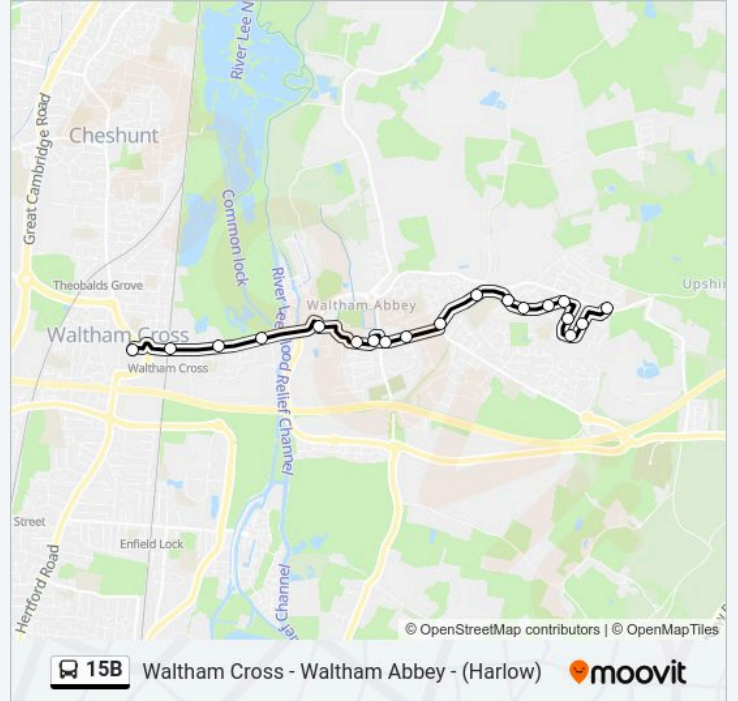 River Lee N
Cheshunt
Great Cambridge Road
Common lock
Theobalds Grove
River Lee Flood Relief Channel
Waltham Abbey
Upshir
Waltham Cross
Waltham Cross
Street
Enfield Lock
Hertford Road
Channel
© OpenStreetMap contributors | © OpenMapTiles
15B Waltham Cross - Waltham Abbey - (Harlow) moovit